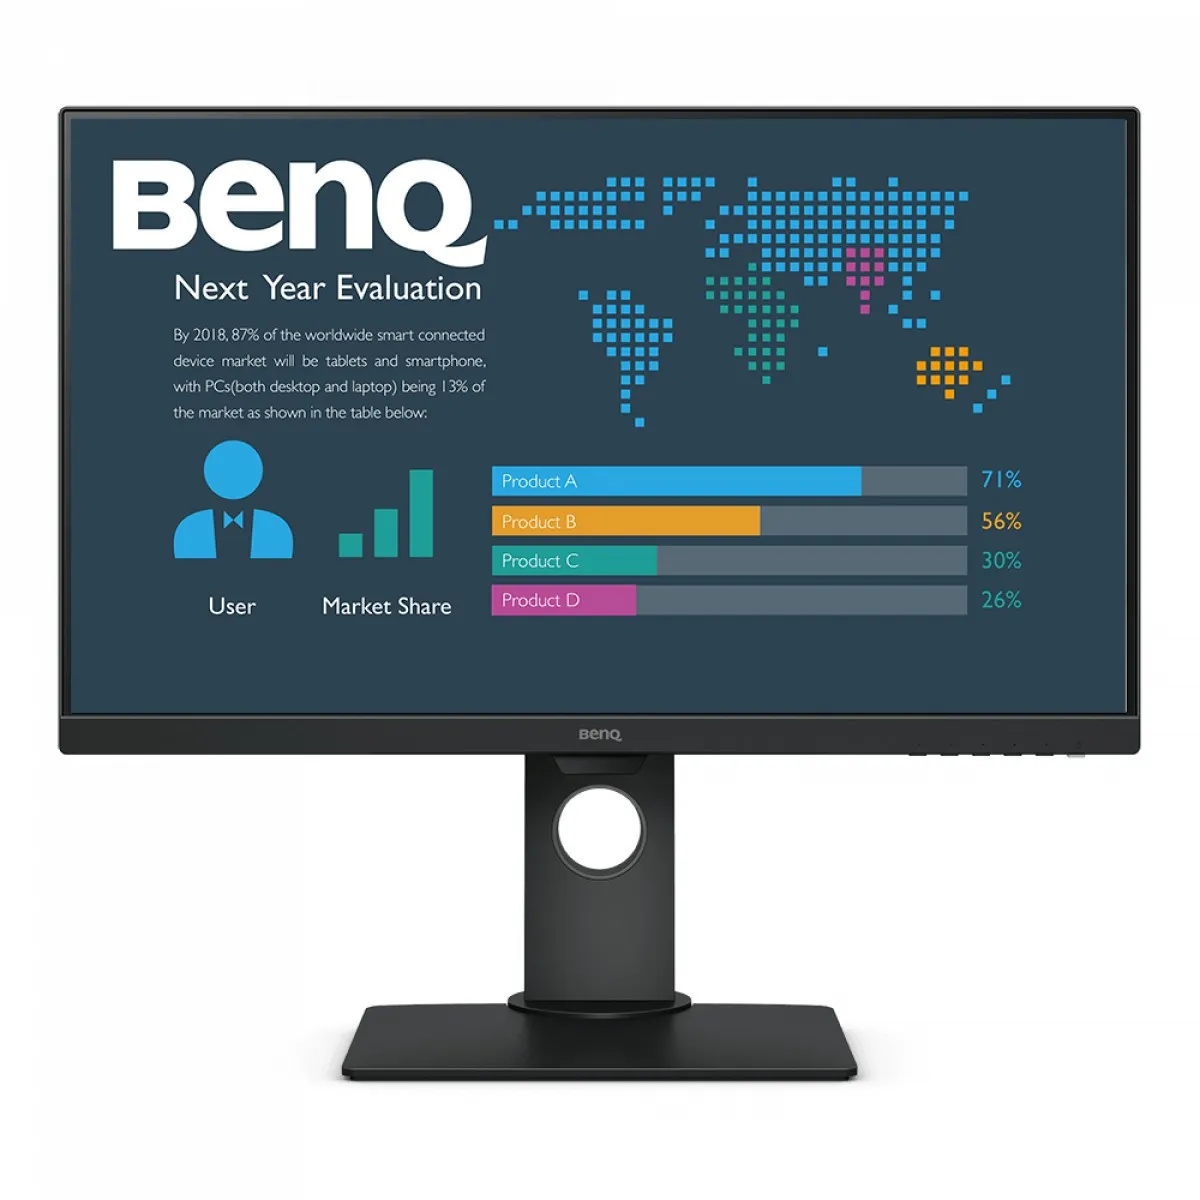 BenQ
Next Year Evaluation
By 2018, 87% of the worldwide smart connected
device market will be tablets and smartphone,
with PCs(both desktop and laptop) being 13% of
the market as shown in the table below:
User
Market Share
Product A 71%
Product B 56%
Product C 30%
Product D 26%
BenQ